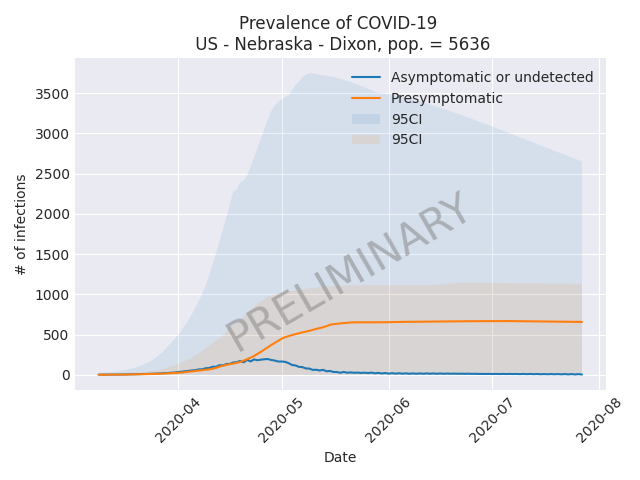 Prevalence of COVID-19
US - Nebraska - Dixon, pop. = 5636
Asymptomatic or undetected
Presymptomatic
95CI
95CI
3500
3000
2500
2000
1500
1000
500
0
# of infections
PRELIMINARY
2020-04
2020-05
2020-06
2020-07
2020-08
Date